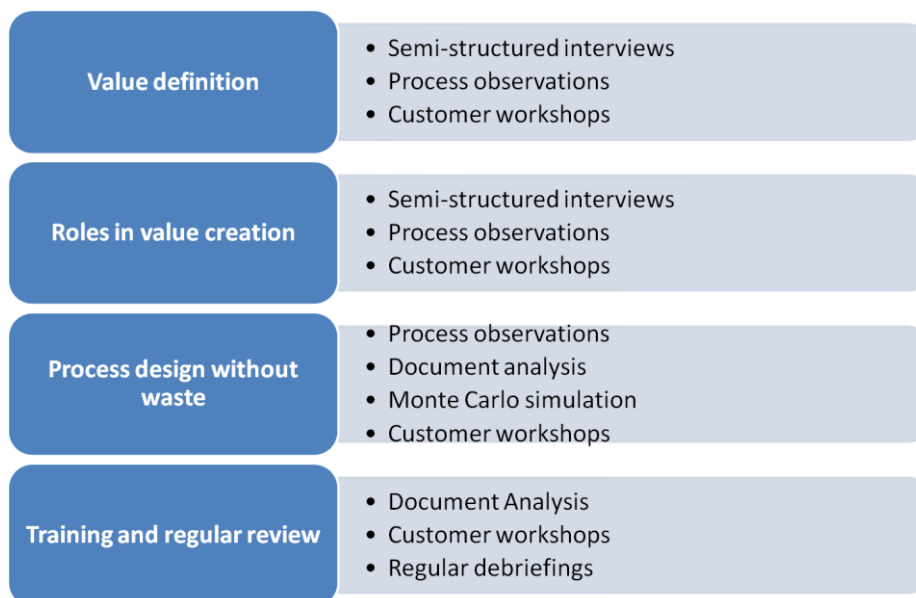 Value definition
• Semi-structured interviews
• Process observations
• Customer workshops
Roles in value creation
• Semi-structured interviews
• Process observations
• Customer workshops
Process design without
waste
• Process observations
• Document analysis
• Monte Carlo simulation
• Customer workshops
Training and regular review
• Document Analysis
• Customer workshops
• Regular debriefings